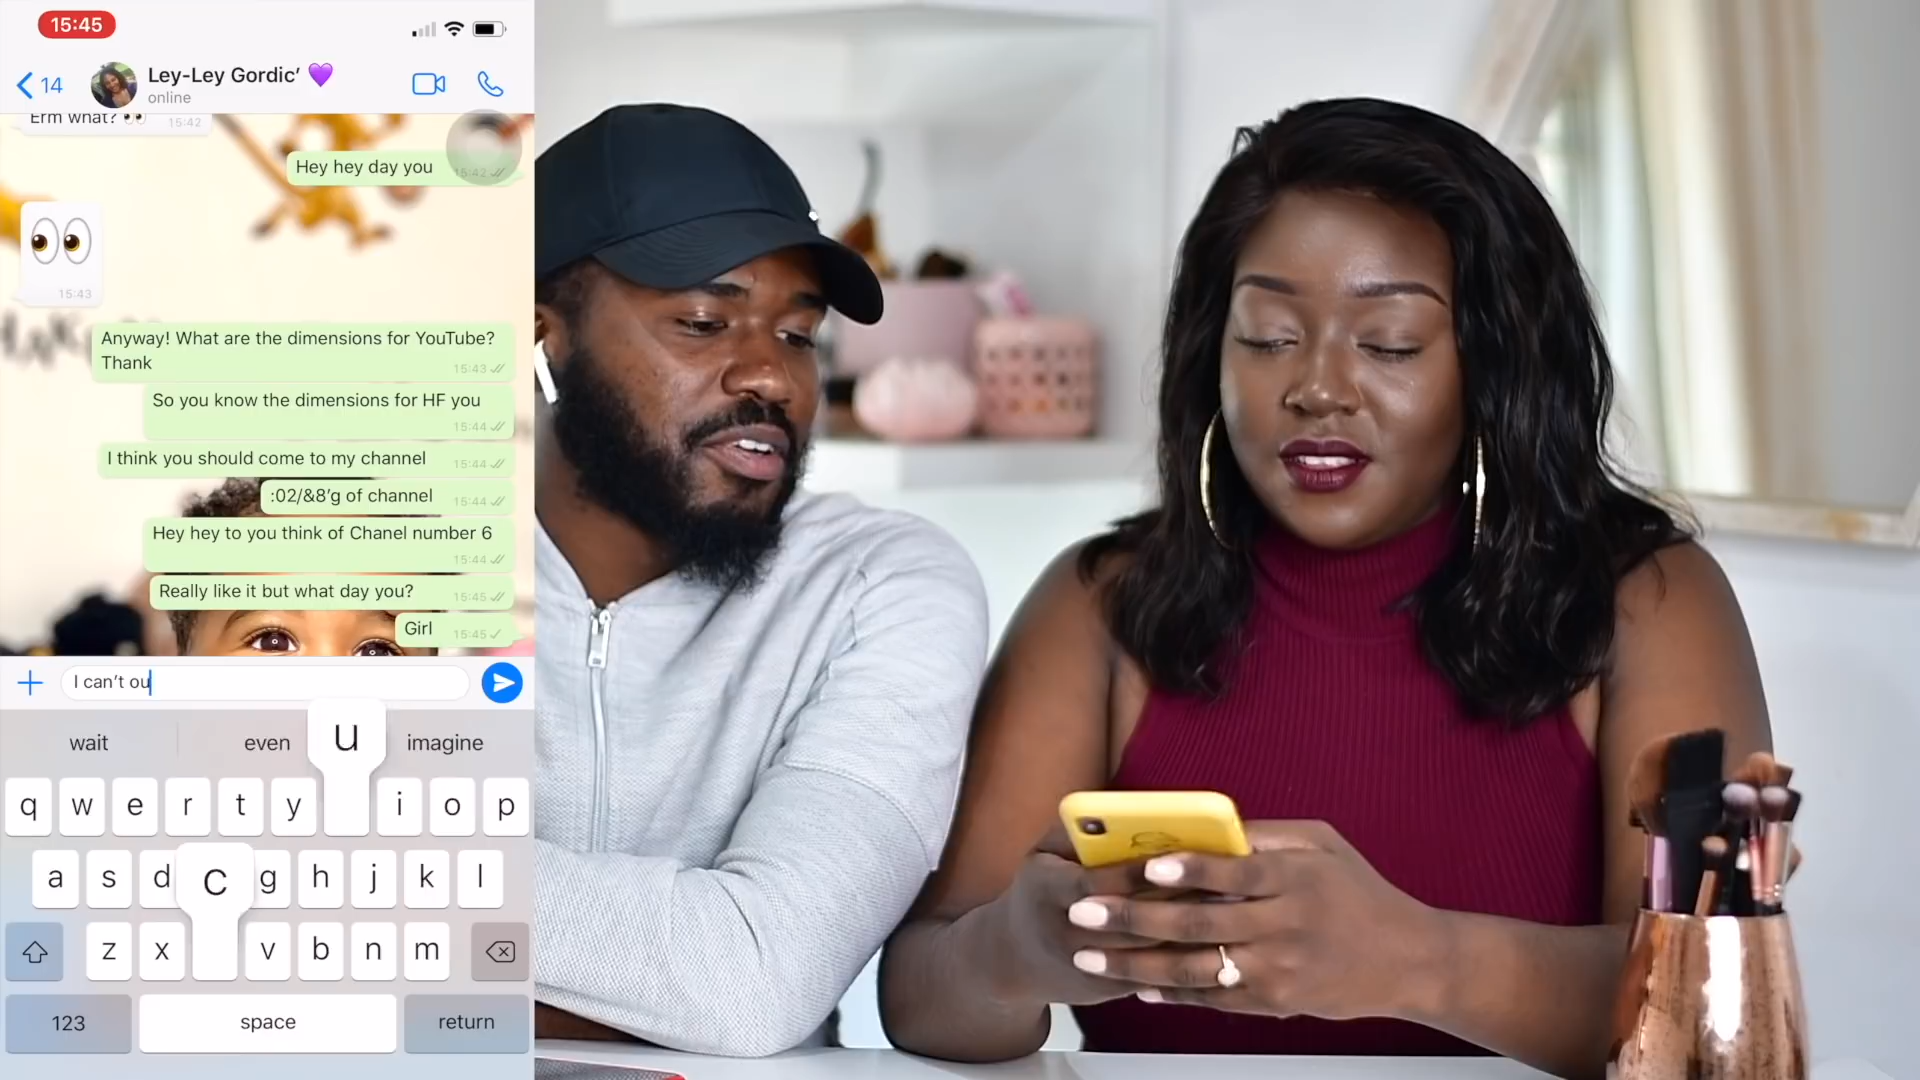 15:45
14
Ley-Ley Gordic’ 💜
online
Erm what? 👀 15:42
Hey hey day you 15:42
👀
15:43
Anyway! What are the dimensions for YouTube?
Thank 15:43
So you know the dimensions for HF you
15:44
I think you should come to my channel 15:44
:02/&8’g of channel 15:44
Hey hey to you think of Chanel number 6
15:44
Really like it but what day you? 15:45
Girl 15:45
I can’t ou
wait even imagine
q w e r t y u i o p
a s d g h j k l
z x c v b n m
123 space return